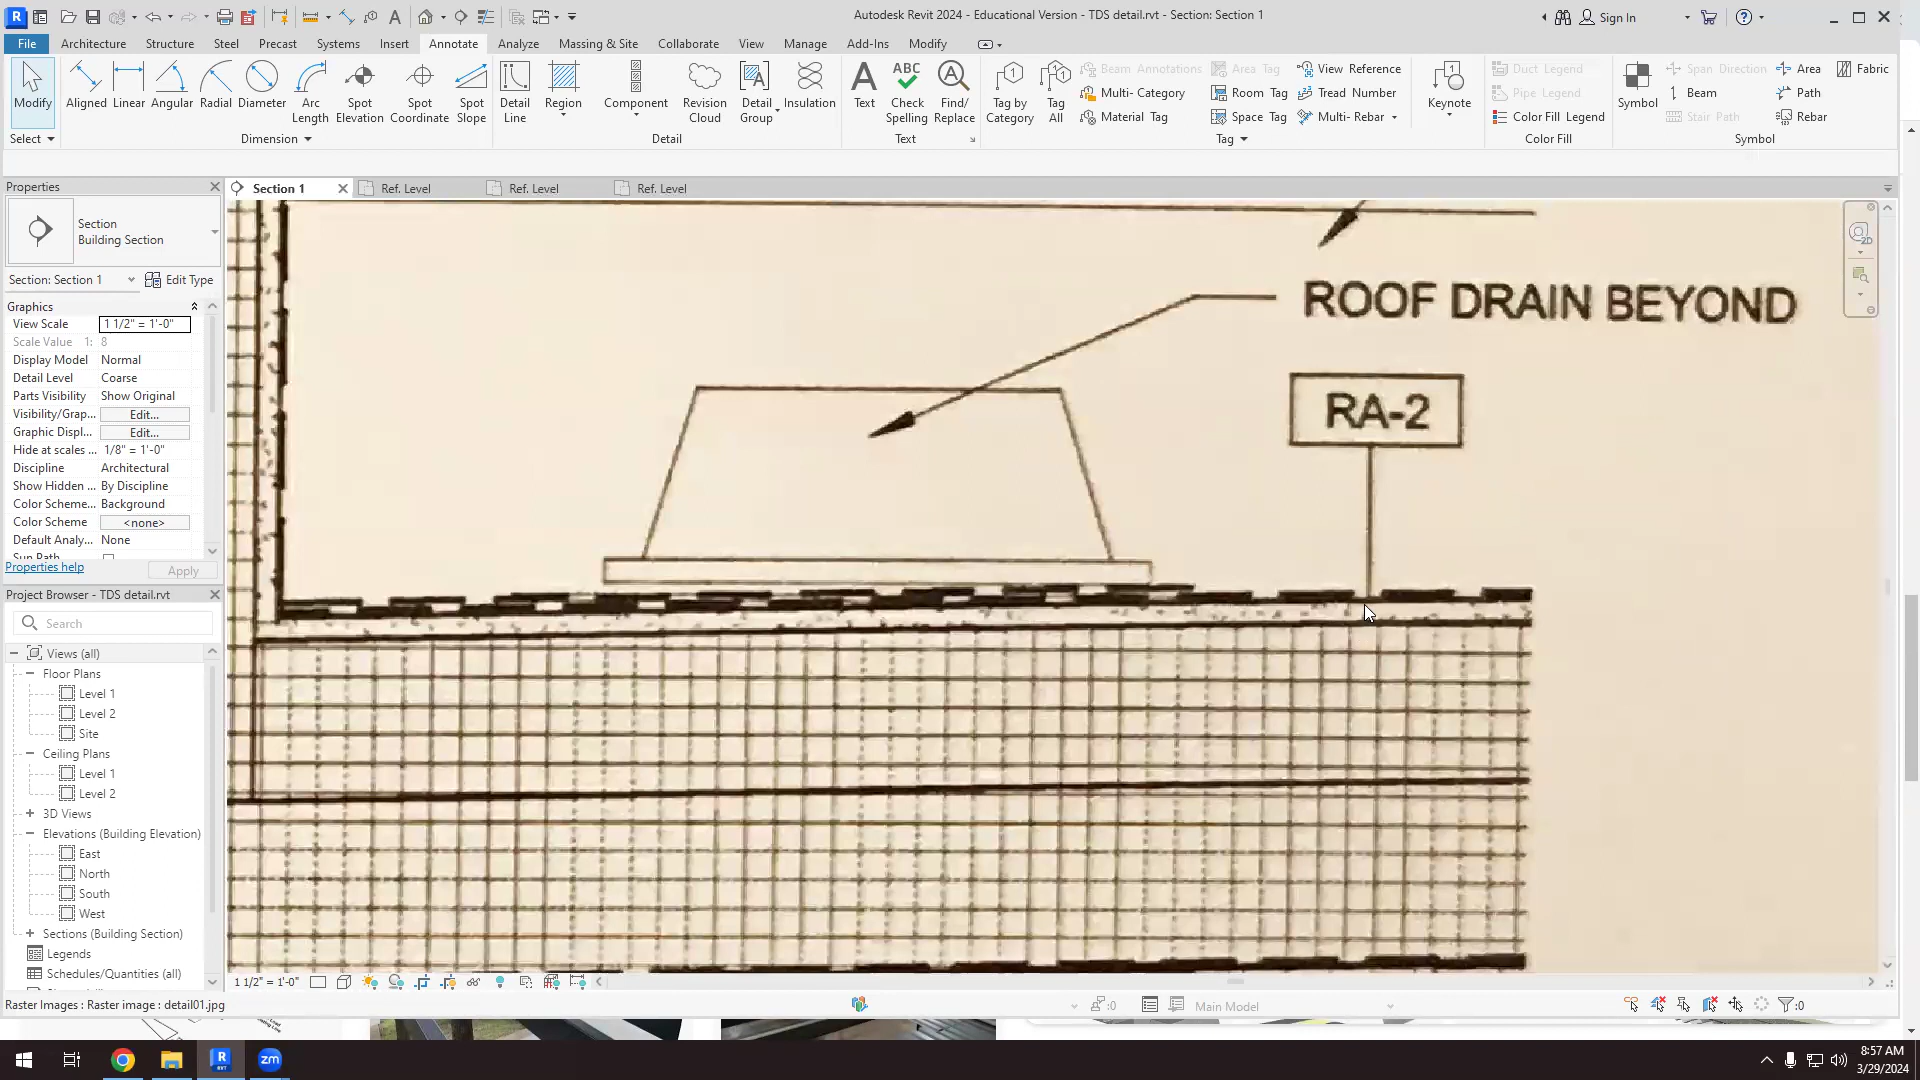 Autodesk Revit 2024 - Educational Version - TDS detail.rvt - Section: Section 1
Sign In
File Architecture Structure Steel Precast Systems Insert Annotate Analyze Massing & Site Collaborate View Manage Add-Ins Modify
Modify
Aligned Linear Angular Radial Diameter Arc Length Spot Elevation Spot Coordinate Spot Slope
Detail Line Region Component Revision Cloud Detail Group Insulation
Text ABC Check Spelling Find/ Replace
Tag by Category Tag All
Beam Annotations Area Tag View Reference
Multi- Category Room Tag Tread Number
Material Tag Space Tag Multi- Rebar
Keynote
Duct Legend
Pipe Legend
Color Fill Legend
Symbol
Span Direction Area Fabric
Beam Path
Stair Path Rebar
Select Dimension Detail Text Tag Color Fill Symbol
Properties
Section 1 Ref. Level Ref. Level Ref. Level
Section
Building Section
Section: Section 1 Edit Type
Graphics
View Scale 1 1/2" = 1'-0"
Scale Value 1: 8
Display Model Normal
Detail Level Coarse
Parts Visibility Show Original
Visibility/Grap... Edit...
Graphic Displ... Edit...
Hide at scales ... 1/8" = 1'-0"
Discipline Architectural
Show Hidden ... By Discipline
Color Scheme... Background
Color Scheme <none>
Default Analy... None
Sun Path
Properties help Apply
Project Browser - TDS detail.rvt
Search
Views (all)
Floor Plans
Level 1
Level 2
Site
Ceiling Plans
Level 1
Level 2
3D Views
Elevations (Building Elevation)
East
North
South
West
Sections (Building Section)
Legends
Schedules/Quantities (all)
ROOF DRAIN BEYOND
RA-2
1 1/2" = 1'-0"
Raster Images : Raster image : detail01.jpg
:0 Main Model :0
R RVT zm
8:57 AM
3/29/2024